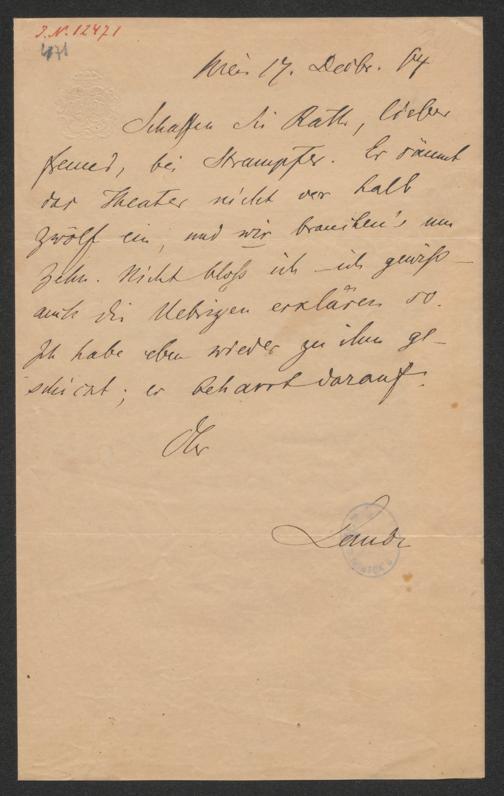 I.N. 12471
Wien 17. Decbr. 74
Schaffen Sie Rath, lieber
Freund, bei Strampfer. Er räumt
das Theater nicht vor halb
zwölf ein, und wir brauchen's um
Zehn. Nicht bloß ich – ich gewiß –
auch die Uebrigen erklären so.
Ich habe eben wieder zu ihm ge-
schickt; er beharrt darauf.
Ihr
Laube